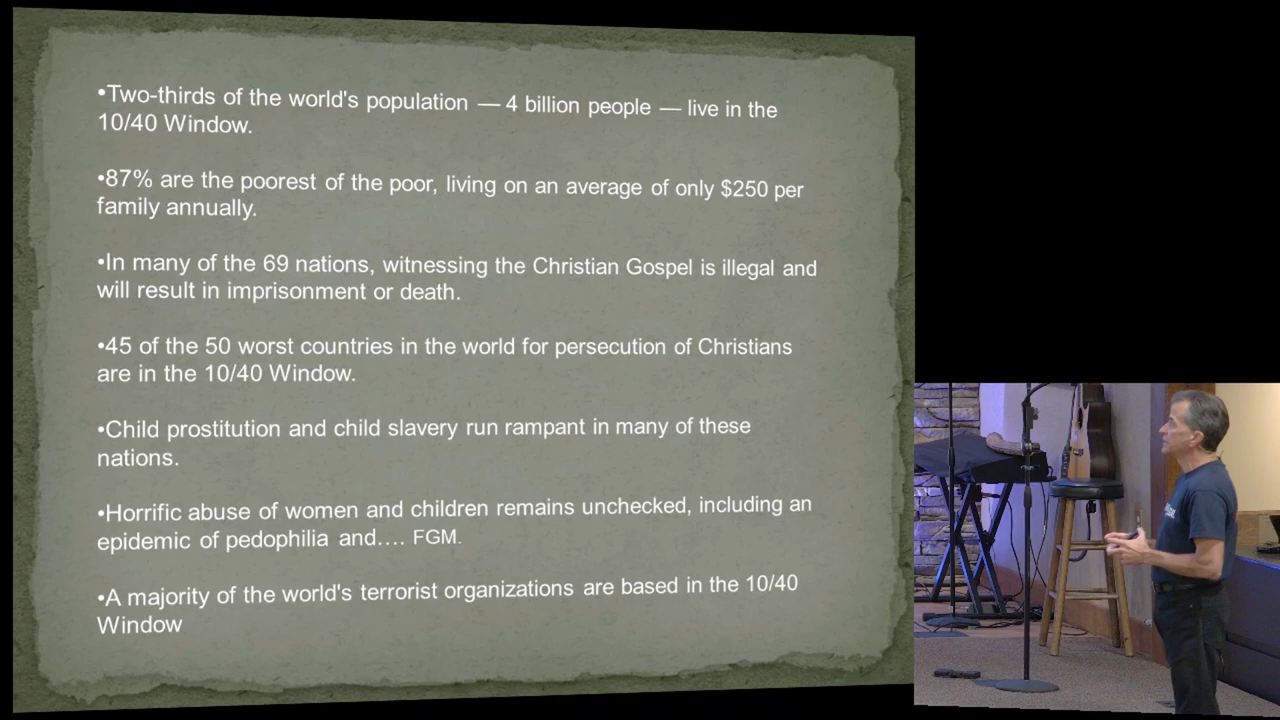 •Two-thirds of the world's population — 4 billion people — live in the
10/40 Window.
•87% are the poorest of the poor, living on an average of only $250 per
family annually.
•In many of the 69 nations, witnessing the Christian Gospel is illegal and
will result in imprisonment or death.
•45 of the 50 worst countries in the world for persecution of Christians
are in the 10/40 Window.
•Child prostitution and child slavery run rampant in many of these
nations.
•Horrific abuse of women and children remains unchecked, including an
epidemic of pedophilia and…. FGM.
•A majority of the world's terrorist organizations are based in the 10/40
Window